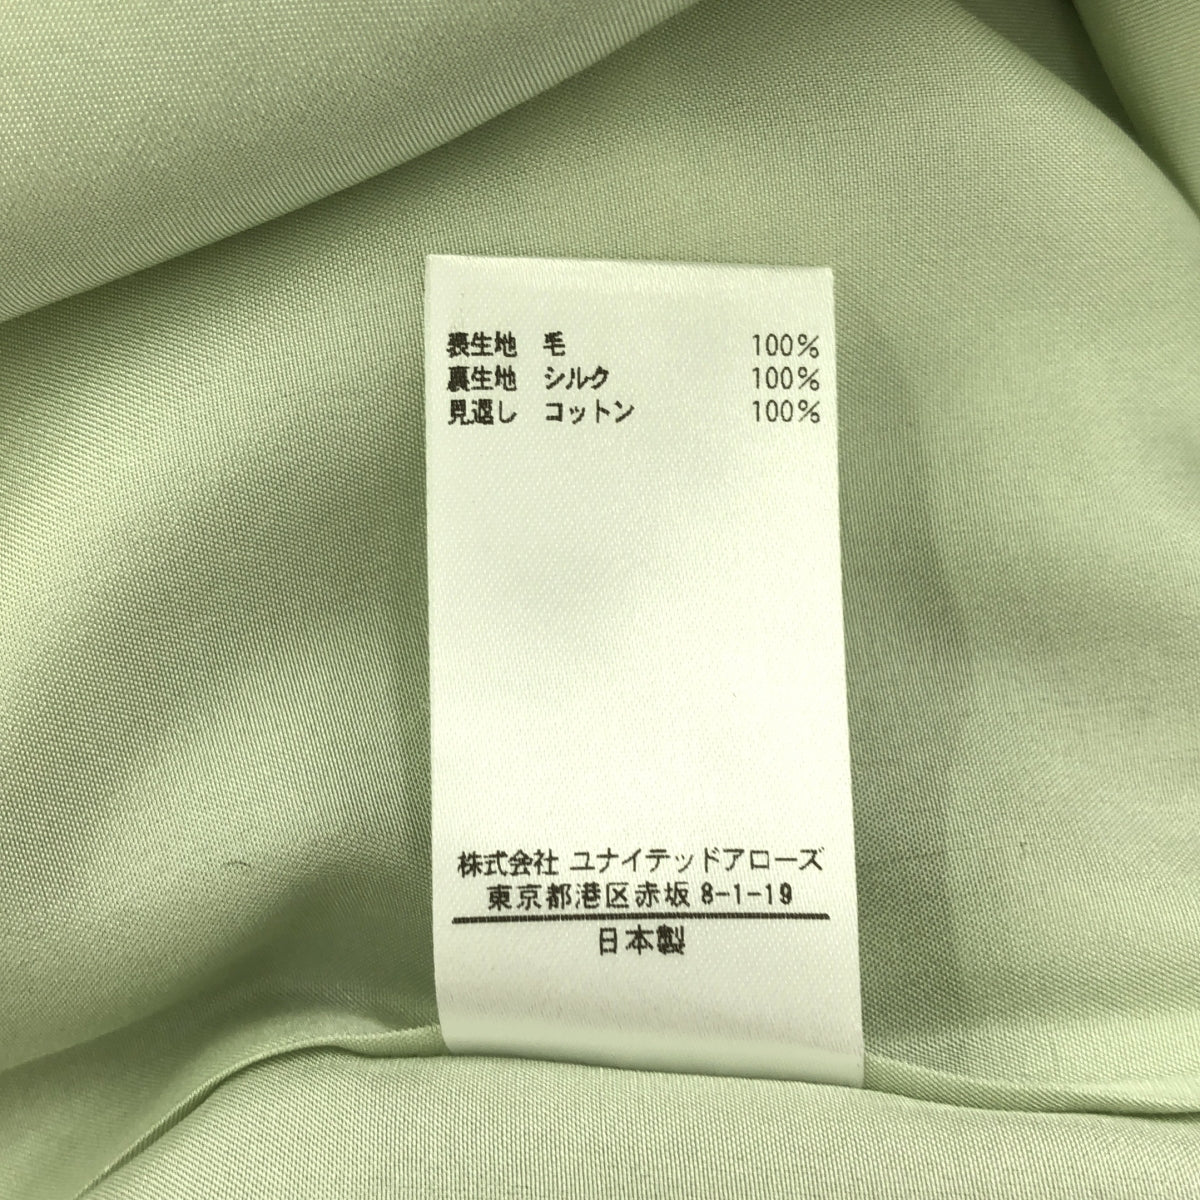 表生地 毛 100%
裏生地 シルク 100%
見返し コットン 100%
株式会社 ユナイテッドアローズ
東京都港区赤坂 8-1-19
日本製